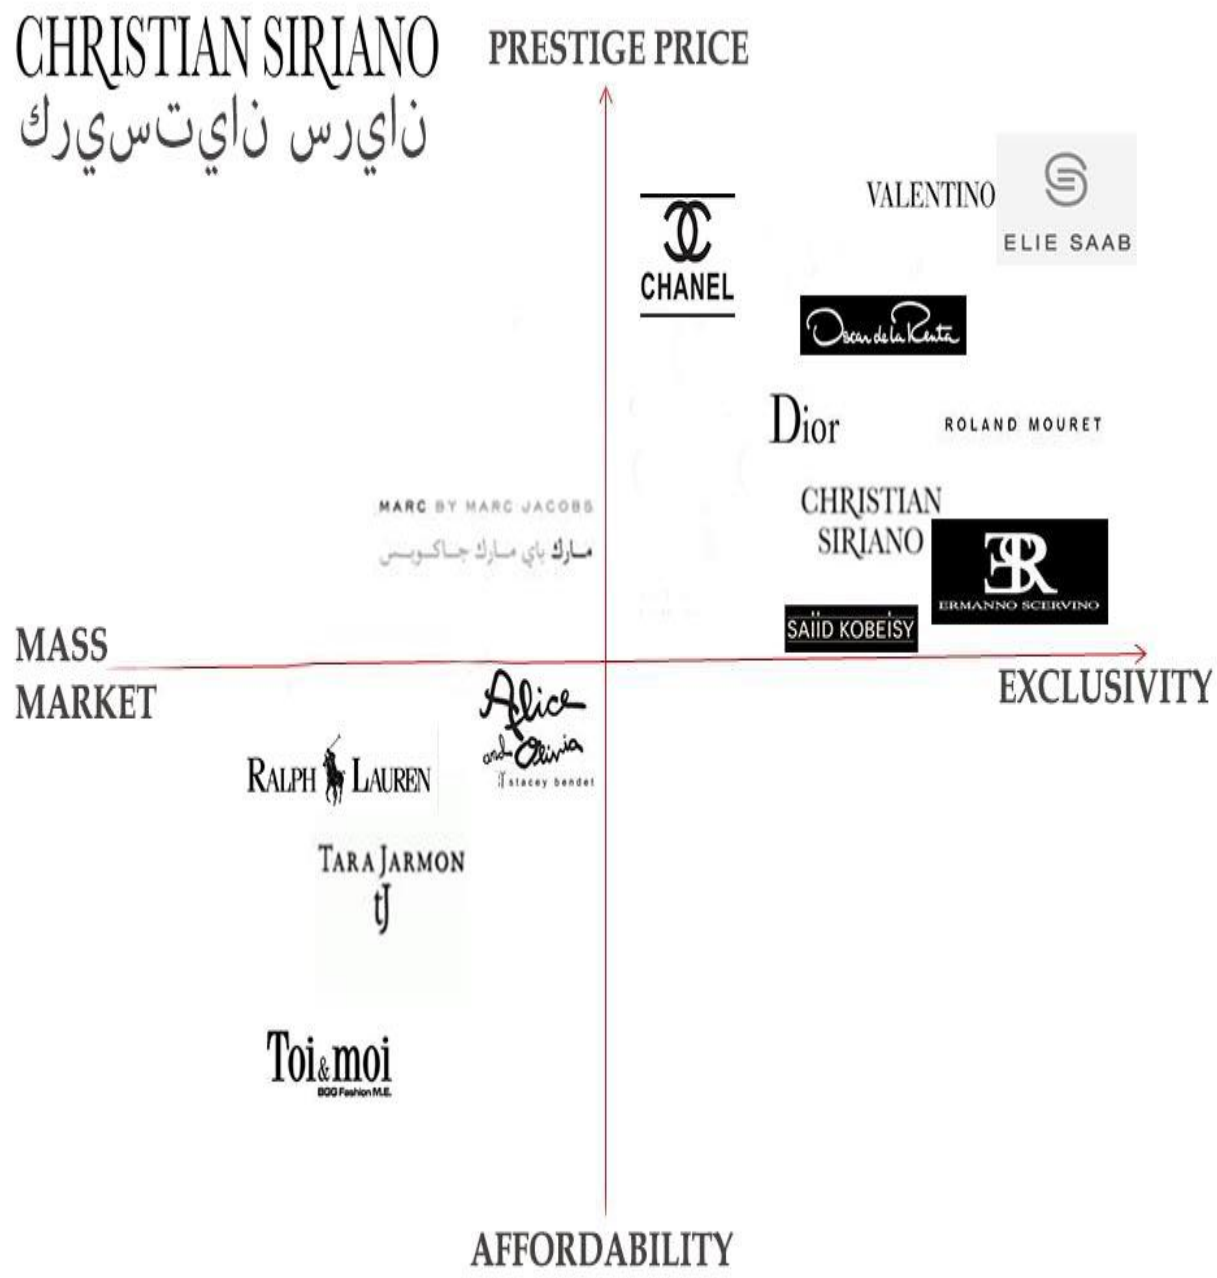 CHRISTIAN SIRIANO
نايرس نايتسيرك
PRESTIGE PRICE
VALENTINO
ELIE SAAB
CHANEL
Oscar de la Renta
Dior
ROLAND MOURET
CHRISTIAN
SIRIANO
MARC BY MARC JACOBS
مارك باي مارك جاكوبس
ERMANNO SCERVINO
SAIID KOBEISY
MASS
MARKET
EXCLUSIVITY
Alice
and Olivia
stacey bendet
RALPH LAUREN
TARA JARMON
tJ
Toi & moi
BGG Fashion M.E.
AFFORDABILITY